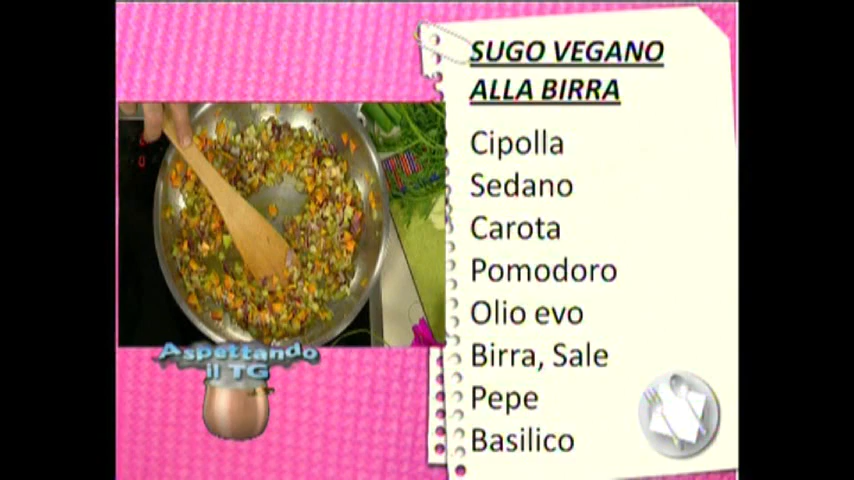 SUGO VEGANO
ALLA BIRRA
Cipolla
Sedano
Carota
Pomodoro
Olio evo
Birra, Sale
Pepe
Basilico
Aspettando
il TG